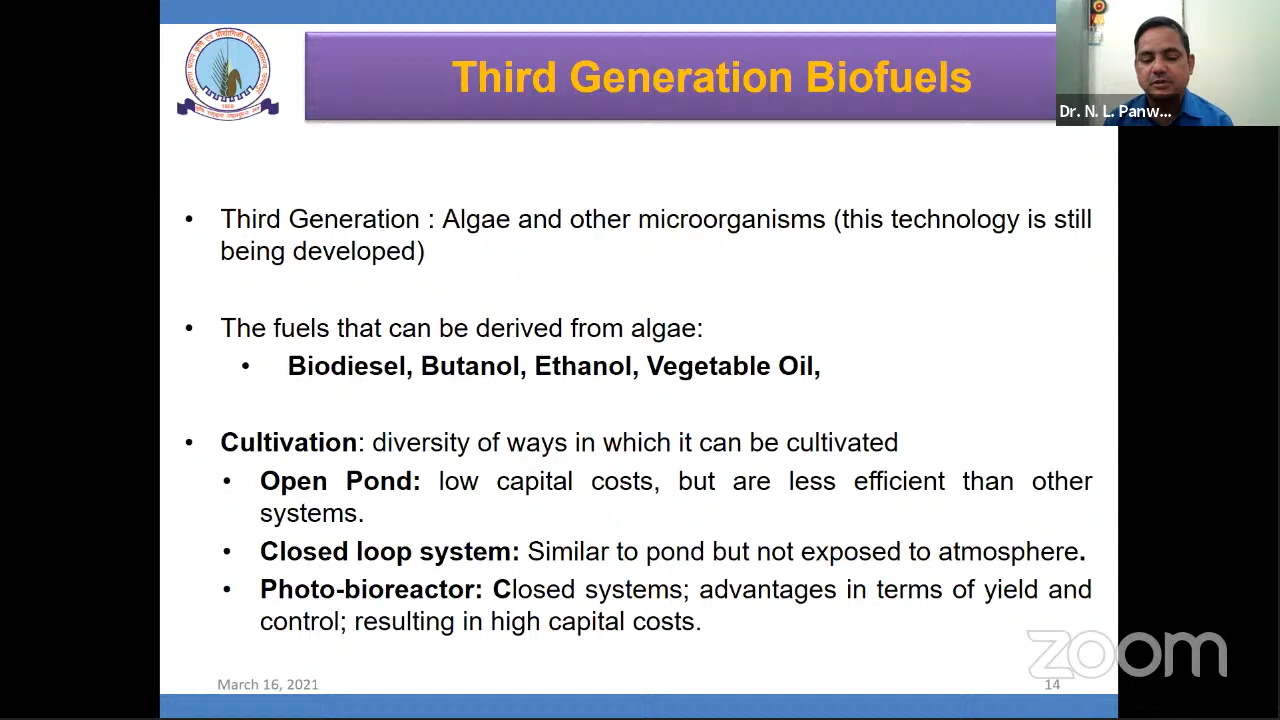 Third Generation Biofuels
Dr. N. L. Panw...
• Third Generation : Algae and other microorganisms (this technology is still
being developed)
• The fuels that can be derived from algae:
• Biodiesel, Butanol, Ethanol, Vegetable Oil,
• Cultivation: diversity of ways in which it can be cultivated
• Open Pond: low capital costs, but are less efficient than other
systems.
• Closed loop system: Similar to pond but not exposed to atmosphere.
• Photo-bioreactor: Closed systems; advantages in terms of yield and
control; resulting in high capital costs.
zoom
March 16, 2021
14